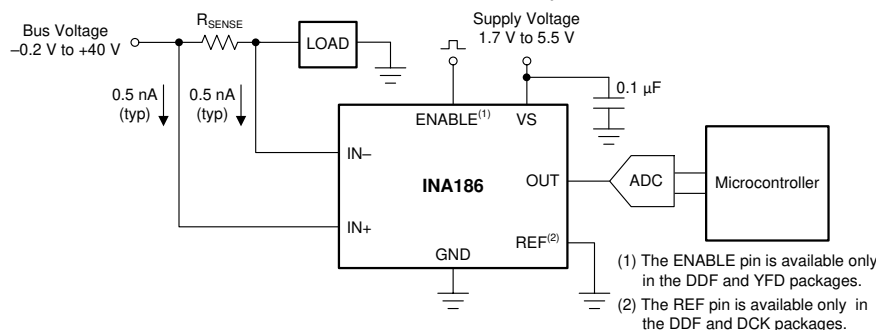 Bus Voltage
–0.2 V to +40 V
R_SENSE
LOAD
Supply Voltage
1.7 V to 5.5 V
0.5 nA
(typ)
0.5 nA
(typ)
0.1 µF
ENABLE(1)
VS
IN–
INA186
OUT
ADC
Microcontroller
IN+
REF(2)
GND
(1) The ENABLE pin is available only
in the DDF and YFD packages.
(2) The REF pin is available only in
the DDF and DCK packages.